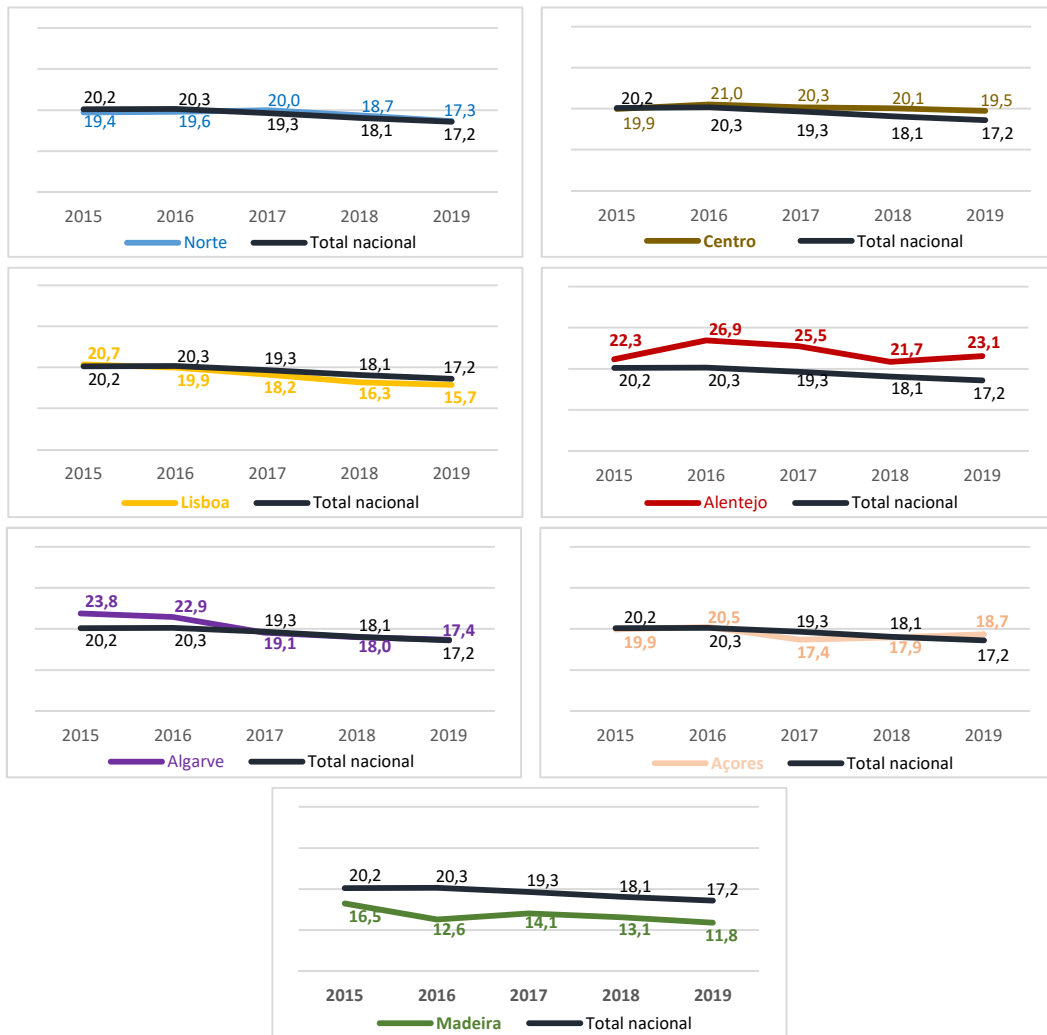 20,2 20,3 20,0 18,7 17,3
19,4 19,6 19,3 18,1 17,2
2015 2016 2017 2018 2019
Norte Total nacional
20,2 21,0 20,3 20,1 19,5
19,9 20,3 19,3 18,1 17,2
2015 2016 2017 2018 2019
Centro Total nacional
20,7 20,3 19,3 18,1 17,2
20,2 19,9 18,2 16,3 15,7
2015 2016 2017 2018 2019
Lisboa Total nacional
22,3 26,9 25,5 21,7 23,1
20,2 20,3 19,3 18,1 17,2
2015 2016 2017 2018 2019
Alentejo Total nacional
23,8 22,9 19,3 18,1 17,4
20,2 20,3 19,1 18,0 17,2
2015 2016 2017 2018 2019
Algarve Total nacional
20,2 20,5 19,3 18,1 18,7
19,9 20,3 17,4 17,9 17,2
2015 2016 2017 2018 2019
Açores Total nacional
20,2 20,3 19,3 18,1 17,2
16,5 12,6 14,1 13,1 11,8
2015 2016 2017 2018 2019
Madeira Total nacional